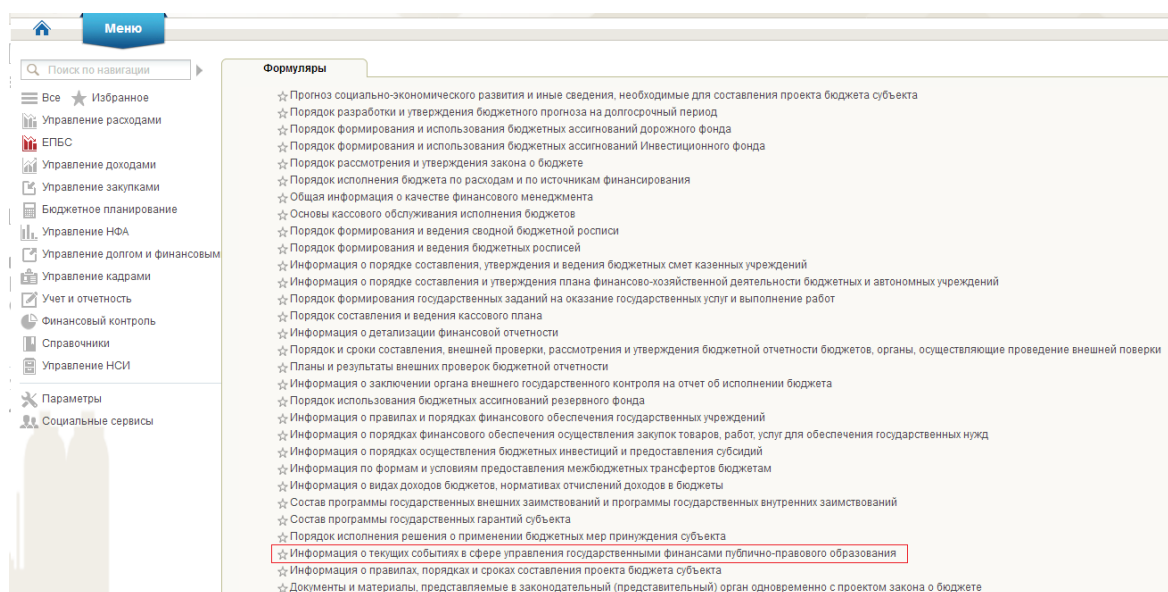 Меню
Поиск по навигации
Все
Избранное
Управление расходами
ЕПБС
Управление доходами
Управление закупками
Бюджетное планирование
Управление НФА
Управление долгом и финансовым
Управление кадрами
Учет и отчетность
Финансовый контроль
Справочники
Управление НСИ
Параметры
Социальные сервисы
Формуляры
Прогноз социально-экономического развития и иные сведения, необходимые для составления проекта бюджета субъекта
Порядок разработки и утверждения бюджетного прогноза на долгосрочный период
Порядок формирования и использования бюджетных ассигнований дорожного фонда
Порядок формирования и использования бюджетных ассигнований Инвестиционного фонда
Порядок рассмотрения и утверждения закона о бюджете
Порядок исполнения бюджета по расходам и по источникам финансирования
Общая информация о качестве финансового менеджмента
Основы кассового обслуживания исполнения бюджетов
Порядок формирования и ведения сводной бюджетной росписи
Порядок формирования и ведения бюджетных росписей
Информация о порядке составления, утверждения и ведения бюджетных смет казенных учреждений
Информация о порядке составления и утверждения плана финансово-хозяйственной деятельности бюджетных и автономных учреждений
Порядок формирования государственных заданий на оказание государственных услуг и выполнение работ
Порядок составления и ведения кассового плана
Информация о детализации финансовой отчетности
Порядок и сроки составления, внешней проверки, рассмотрения и утверждения бюджетной отчетности бюджетов, органы, осуществляющие проведение внешней поверки
Планы и результаты внешних проверок бюджетной отчетности
Информация о заключении органа внешнего государственного контроля на отчет об исполнении бюджета
Порядок использования бюджетных ассигнований резервного фонда
Информация о правилах и порядках финансового обеспечения государственных учреждений
Информация о порядках финансового обеспечения осуществления закупок товаров, работ, услуг для обеспечения государственных нужд
Информация о порядках осуществления бюджетных инвестиций и предоставления субсидий
Информация по формам и условиям предоставления межбюджетных трансфертов бюджетам
Информация о видах доходов бюджетов, нормативах отчислений доходов в бюджеты
Состав программы государственных внешних заимствований и программы государственных внутренних заимствований
Состав программы государственных гарантий субъекта
Порядок исполнения решения о применении бюджетных мер принуждения субъекта
Информация о текущих событиях в сфере управления государственными финансами публично-правового образования
Информация о правилах, порядках и сроках составления проекта бюджета субъекта
Документы и материалы, представляемые в законодательный (представительный) орган одновременно с проектом закона о бюджете